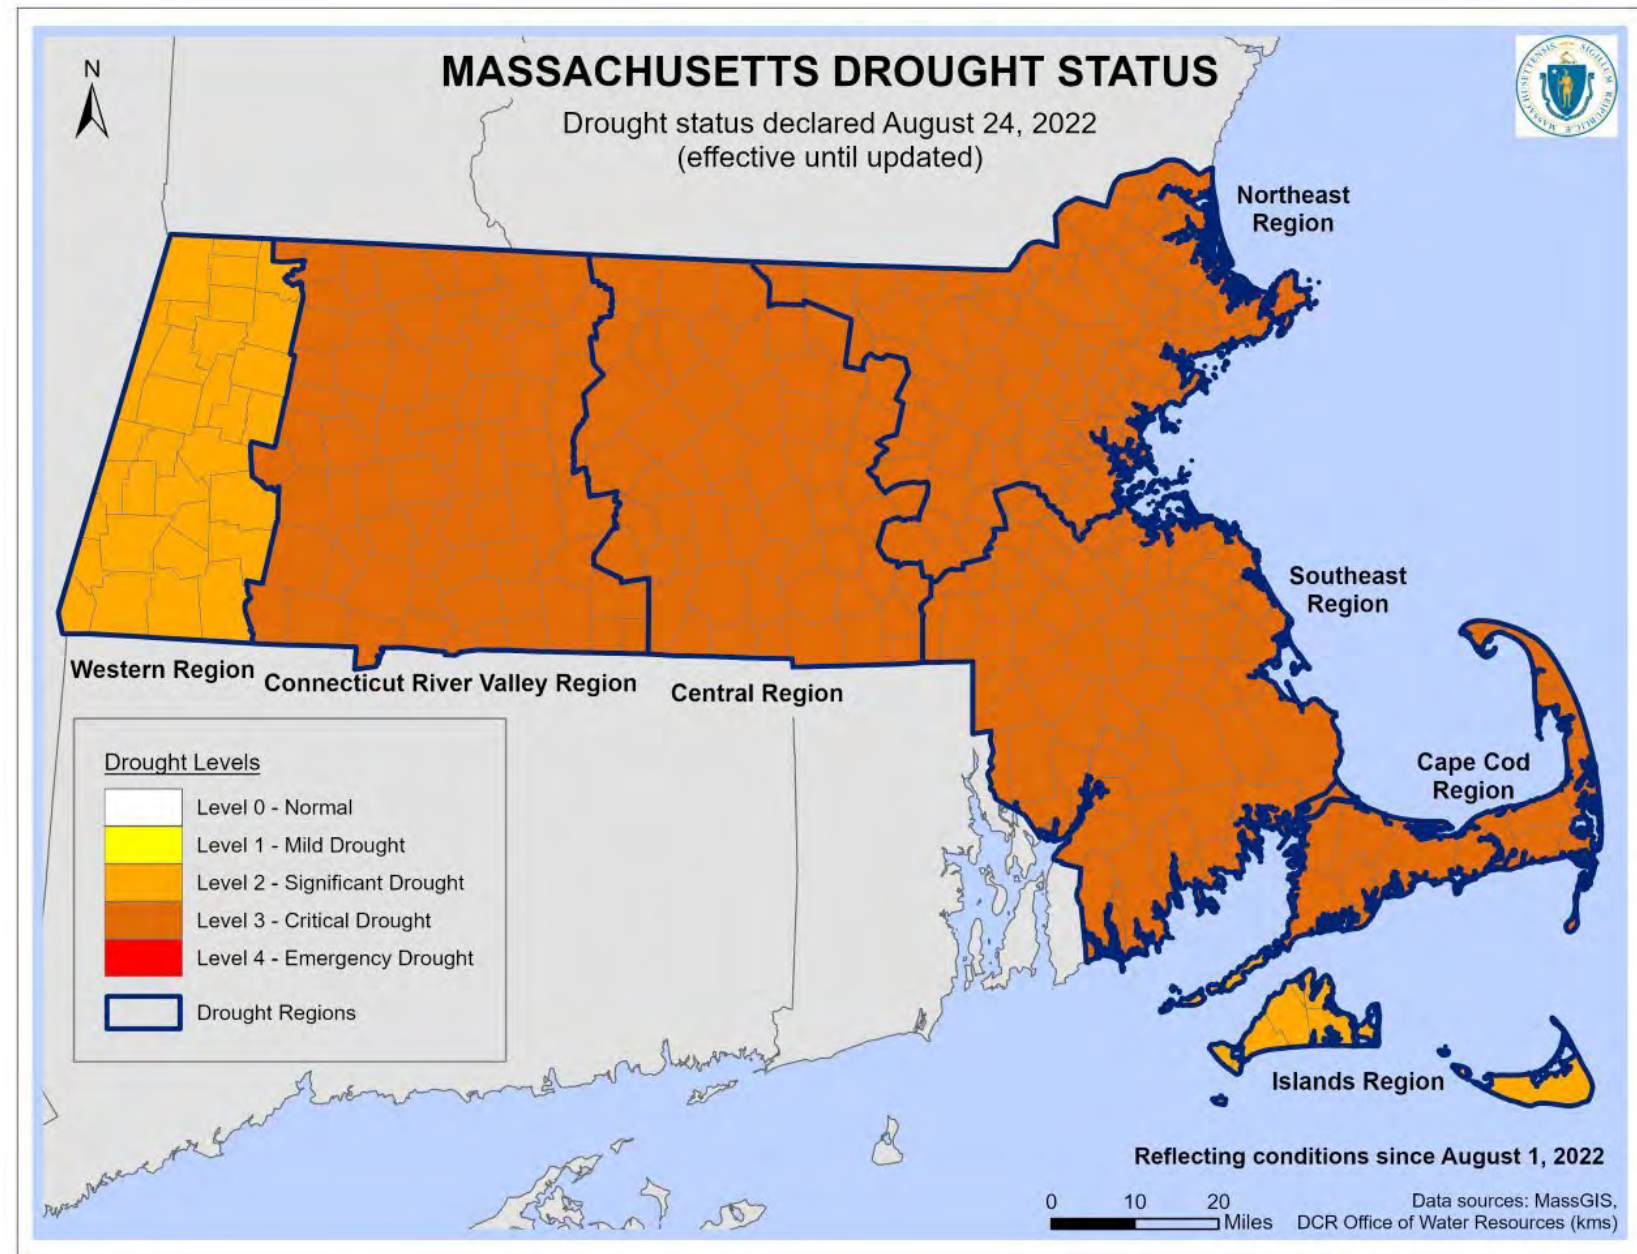 MASSACHUSETTS DROUGHT STATUS
Drought status declared August 24, 2022
(effective until updated)
N
Northeast
Region
Southeast
Region
Western Region
Connecticut River Valley Region
Central Region
Cape Cod
Region
Drought Levels
Level 0 - Normal
Level 1 - Mild Drought
Level 2 - Significant Drought
Level 3 - Critical Drought
Level 4 - Emergency Drought
Drought Regions
Islands Region
Reflecting conditions since August 1, 2022
0 10 20
Miles
Data sources: MassGIS,
DCR Office of Water Resources (kms)